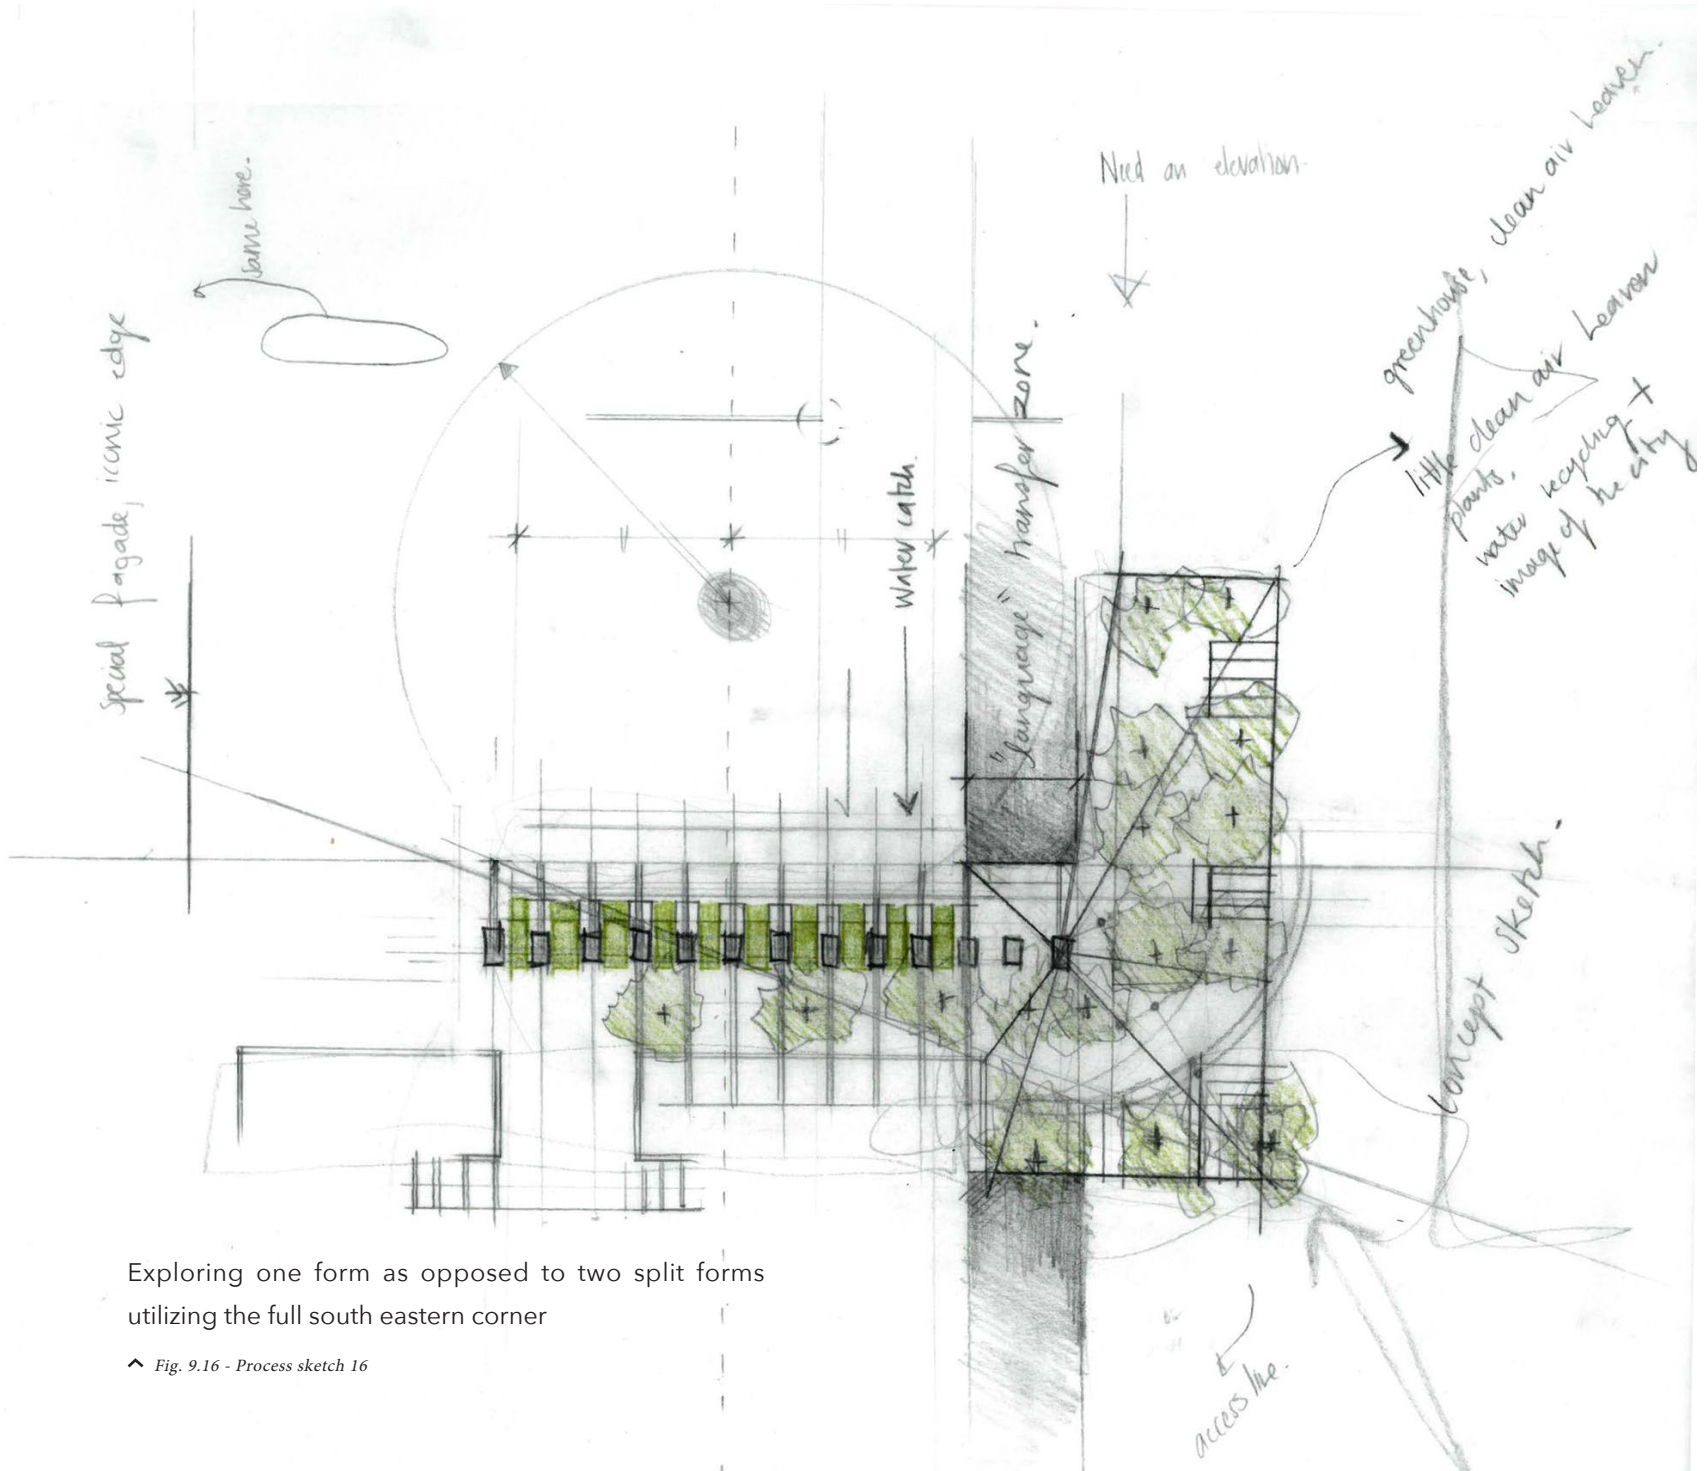 same here.
Need an elevation.
special façade, iconic edge
greenhouse, clean air heaven.
little clean air heaven
plants,
water recycling +
image of the city
water catch.
"language" transfer zone.
concept sketch.
Exploring one form as opposed to two split forms
utilizing the full south eastern corner
Fig. 9.16 - Process sketch 16
access line.